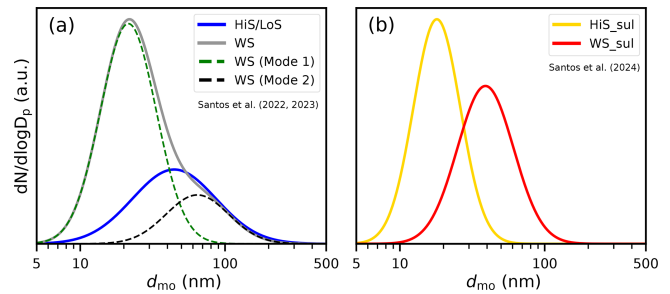 (a)
HiS/LoS
WS
WS (Mode 1)
WS (Mode 2)
Santos et al. (2022, 2023)
dN/dlogDp (a.u.)
5 10 100 500
dmo (nm)
(b)
HiS_sul
WS_sul
Santos et al. (2024)
5 10 100 500
dmo (nm)